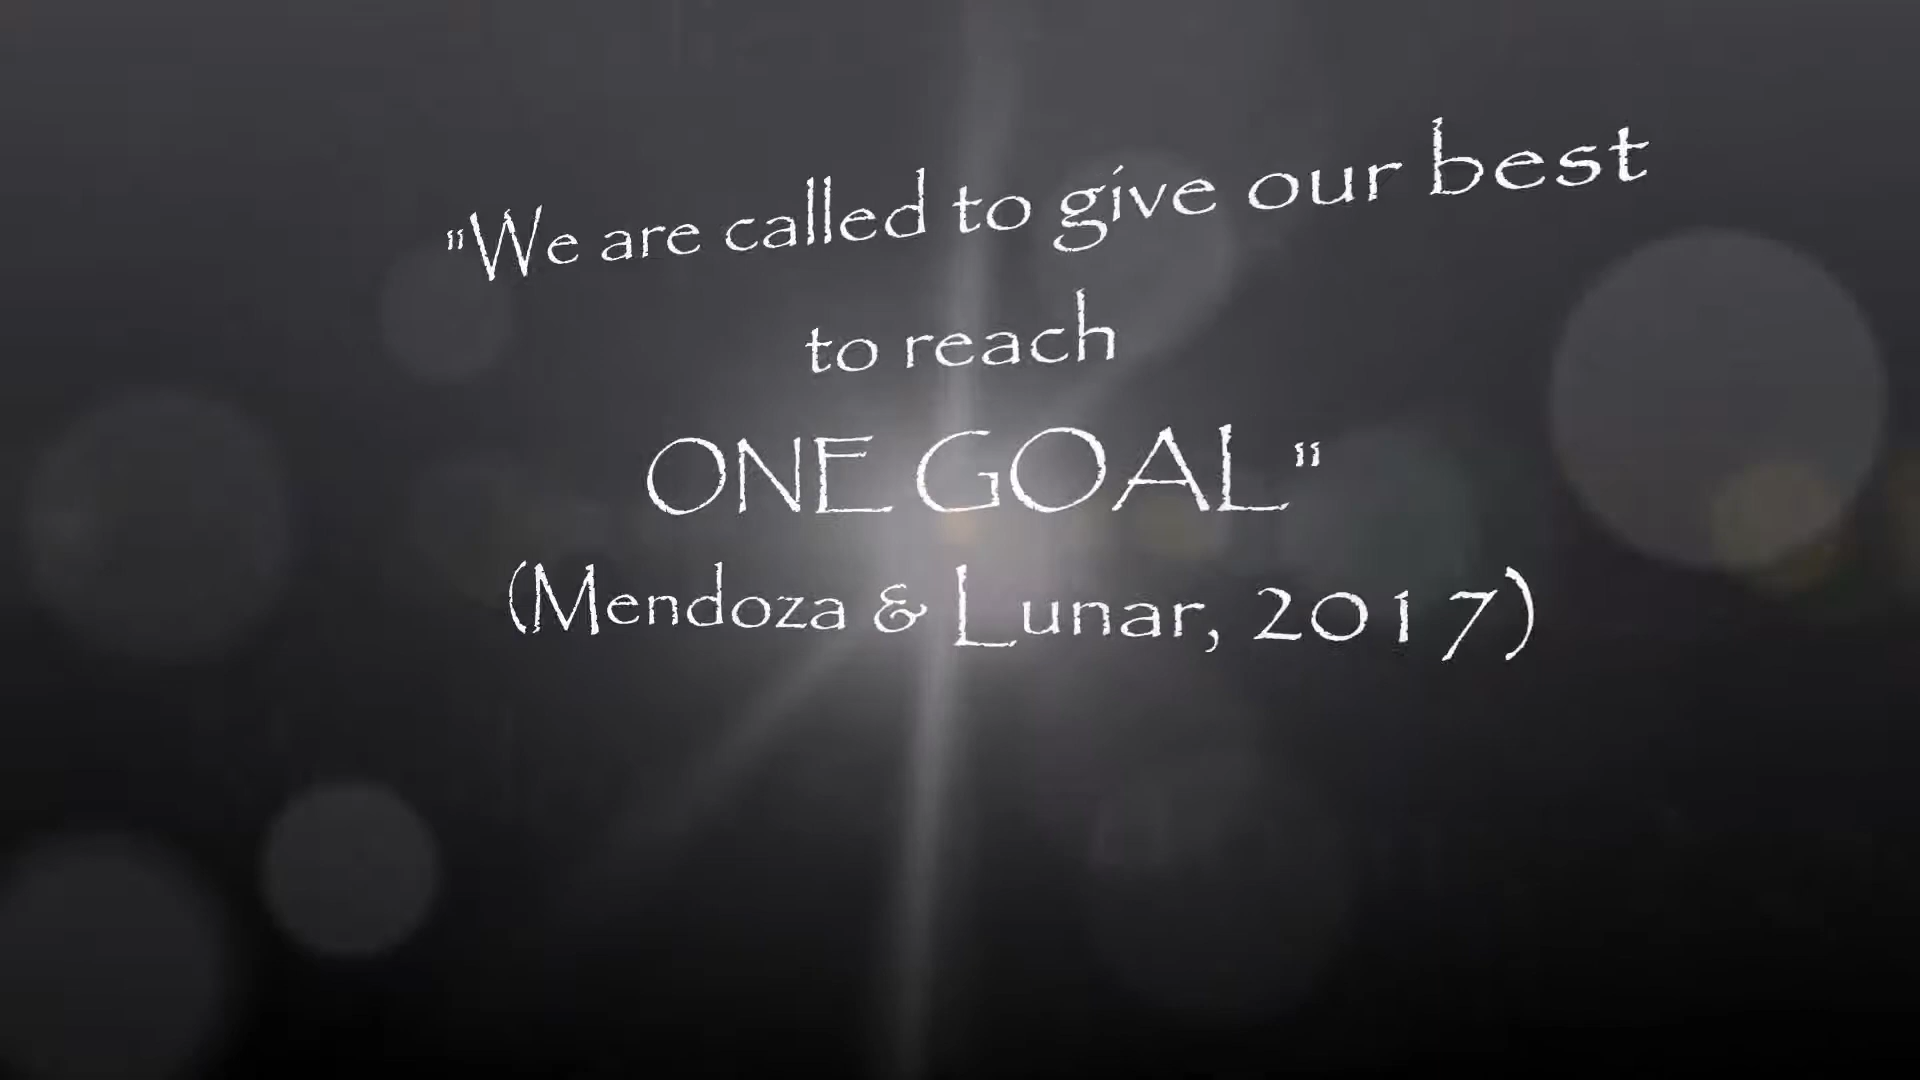 "We are called to give our best
to reach
ONE GOAL"
(Mendoza & Lunar, 2017)